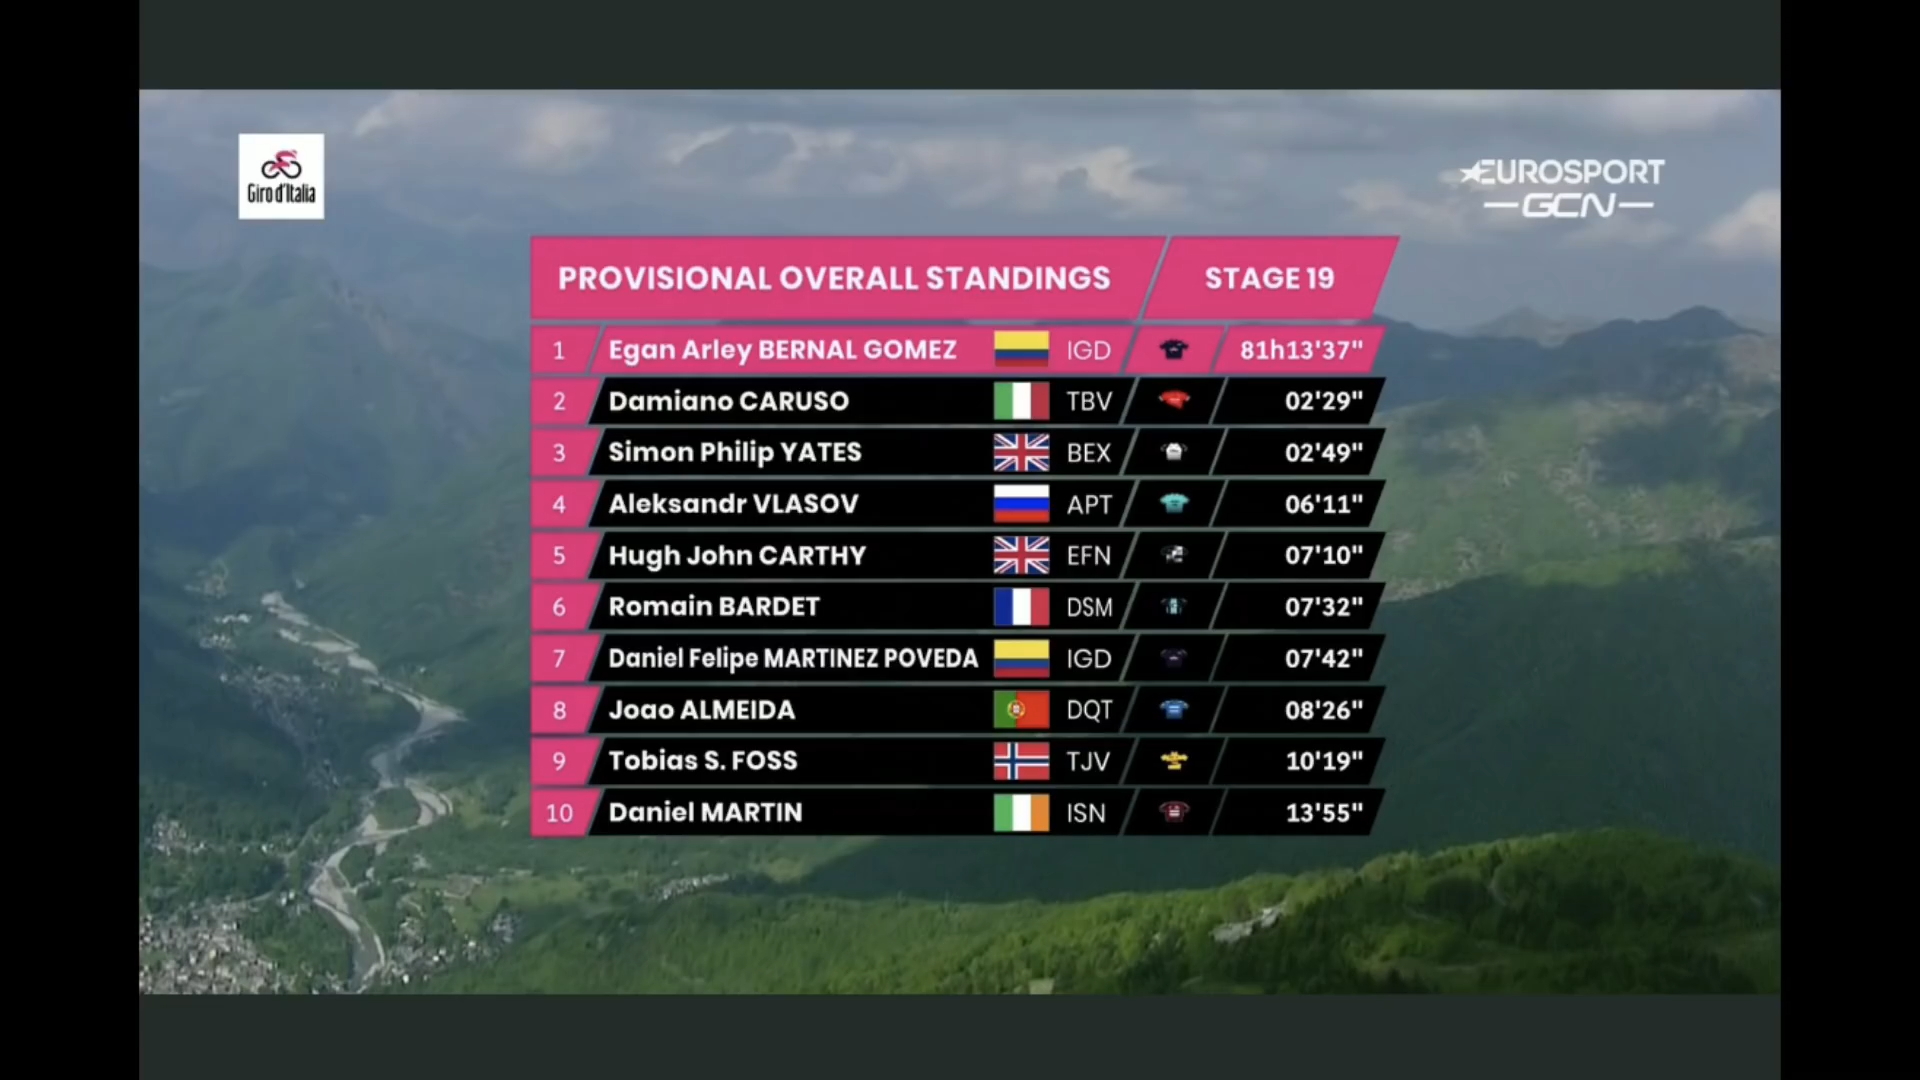 Giro d'Italia
EUROSPORT
GCN
PROVISIONAL OVERALL STANDINGS STAGE 19
1 Egan Arley BERNAL GOMEZ IGD 81h13'37"
2 Damiano CARUSO TBV 02'29"
3 Simon Philip YATES BEX 02'49"
4 Aleksandr VLASOV APT 06'11"
5 Hugh John CARTHY EFN 07'10"
6 Romain BARDET DSM 07'32"
7 Daniel Felipe MARTINEZ POVEDA IGD 07'42"
8 Joao ALMEIDA DQT 08'26"
9 Tobias S. FOSS TJV 10'19"
10 Daniel MARTIN ISN 13'55"